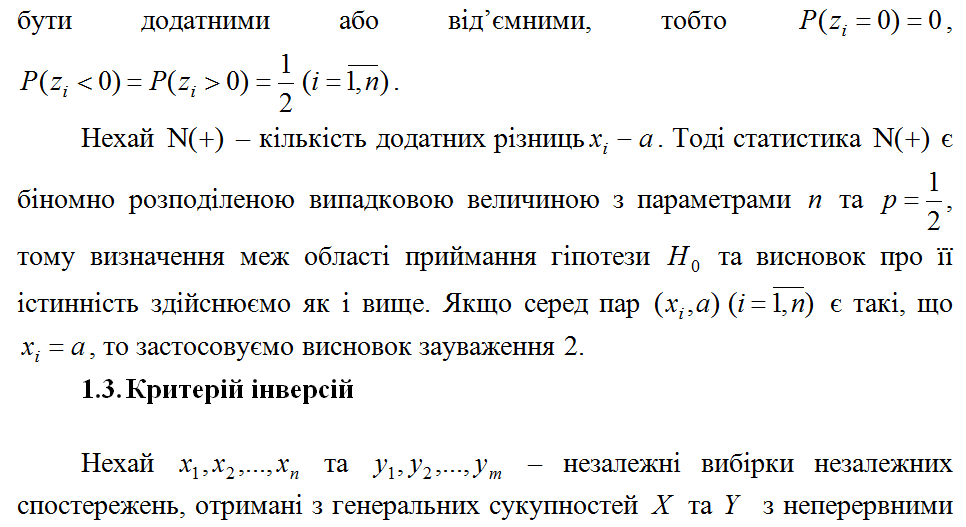 бути додатними або від’ємними, тобто P(z_i = 0) = 0,
P(z_i < 0) = P(z_i > 0) = 1/2 (i = \overline{1,n}).
Нехай N(+) – кількість додатних різниць x_i − a. Тоді статистика N(+) є
біномно розподіленою випадковою величиною з параметрами n та p = 1/2,
тому визначення меж області приймання гіпотези H_0 та висновок про її
істинність здійснюємо як і вище. Якщо серед пар (x_i, a) (i = \overline{1,n}) є такі, що
x_i = a, то застосовуємо висновок зауваження 2.
1.3. Критерій інверсій
Нехай x_1, x_2,..., x_n та y_1, y_2,..., y_m – незалежні вибірки незалежних
спостережень, отримані з генеральних сукупностей X та Y з неперервними